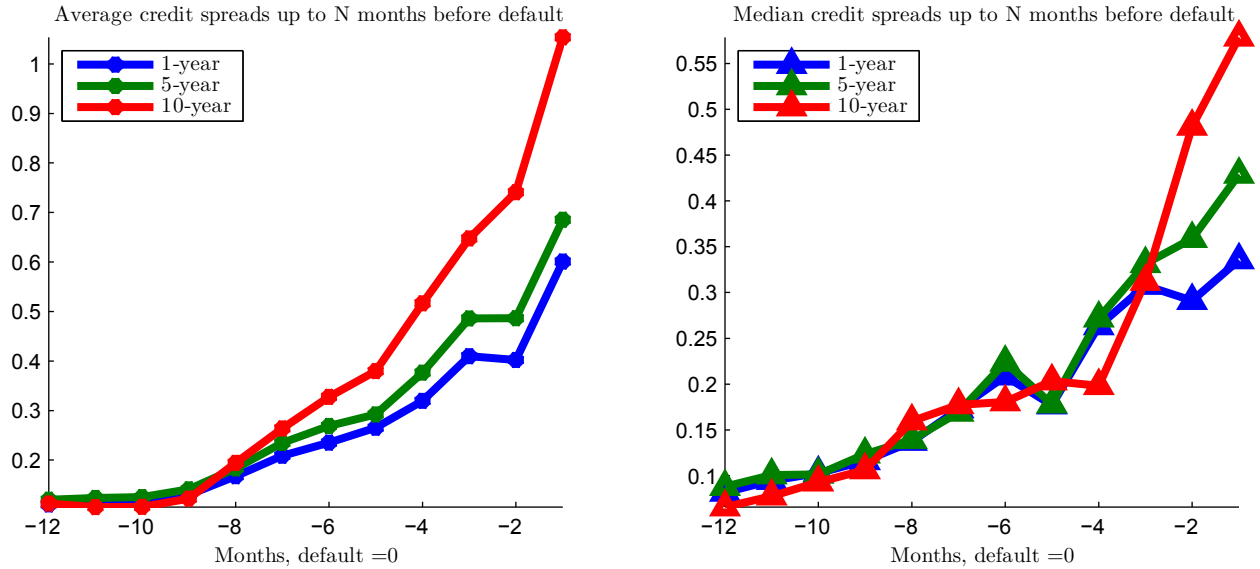 Average credit spreads up to N months before default
1
0.9
0.8
0.7
0.6
0.5
0.4
0.3
0.2
1-year
5-year
10-year
−12 −10 −8 −6 −4 −2
Months, default =0
Median credit spreads up to N months before default
0.55
0.5
0.45
0.4
0.35
0.3
0.25
0.2
0.15
0.1
1-year
5-year
10-year
−12 −10 −8 −6 −4 −2
Months, default =0